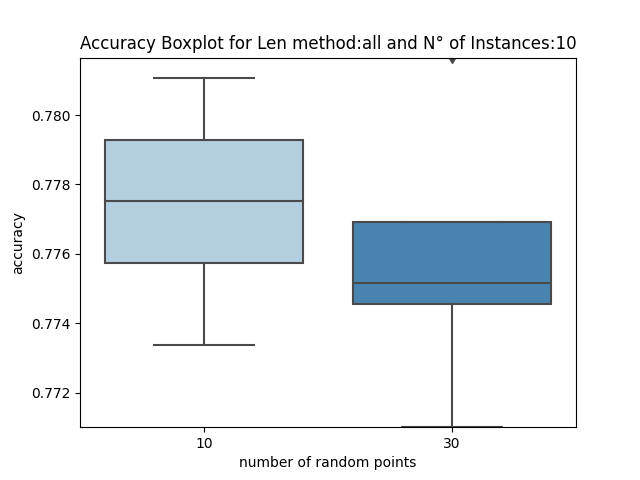 Accuracy Boxplot for Len method:all and N° of Instances:10
0.780
0.778
0.776
0.774
0.772
accuracy
10
30
number of random points